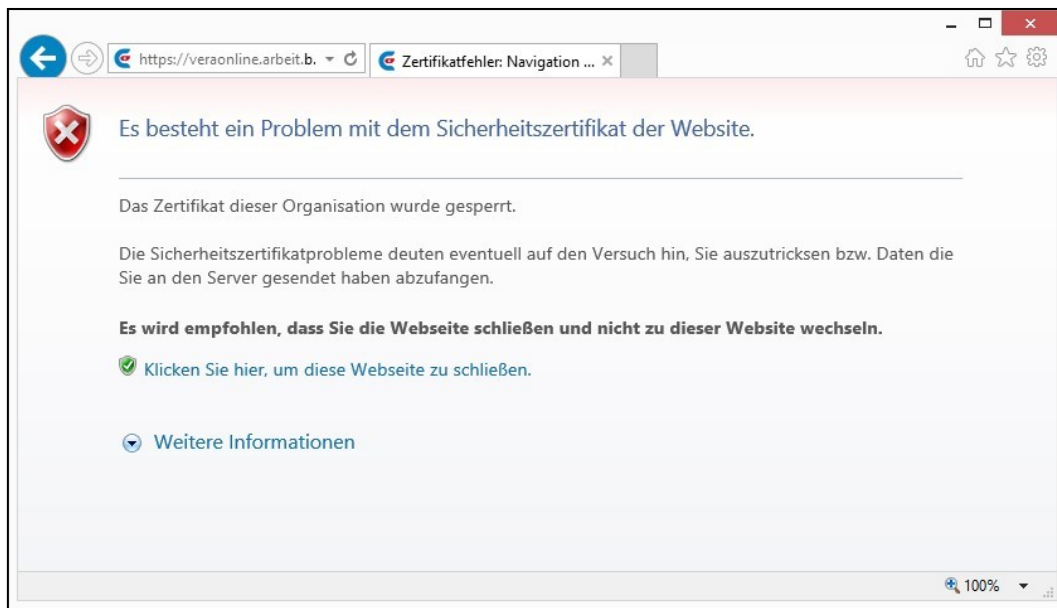 https://veraonline.arbeit.b.
Zertifikatfehler: Navigation ...
Es besteht ein Problem mit dem Sicherheitszertifikat der Website.
Das Zertifikat dieser Organisation wurde gesperrt.
Die Sicherheitszertifikatprobleme deuten eventuell auf den Versuch hin, Sie auszutricksen bzw. Daten die
Sie an den Server gesendet haben abzufangen.
Es wird empfohlen, dass Sie die Webseite schließen und nicht zu dieser Website wechseln.
Klicken Sie hier, um diese Webseite zu schließen.
Weitere Informationen
100%